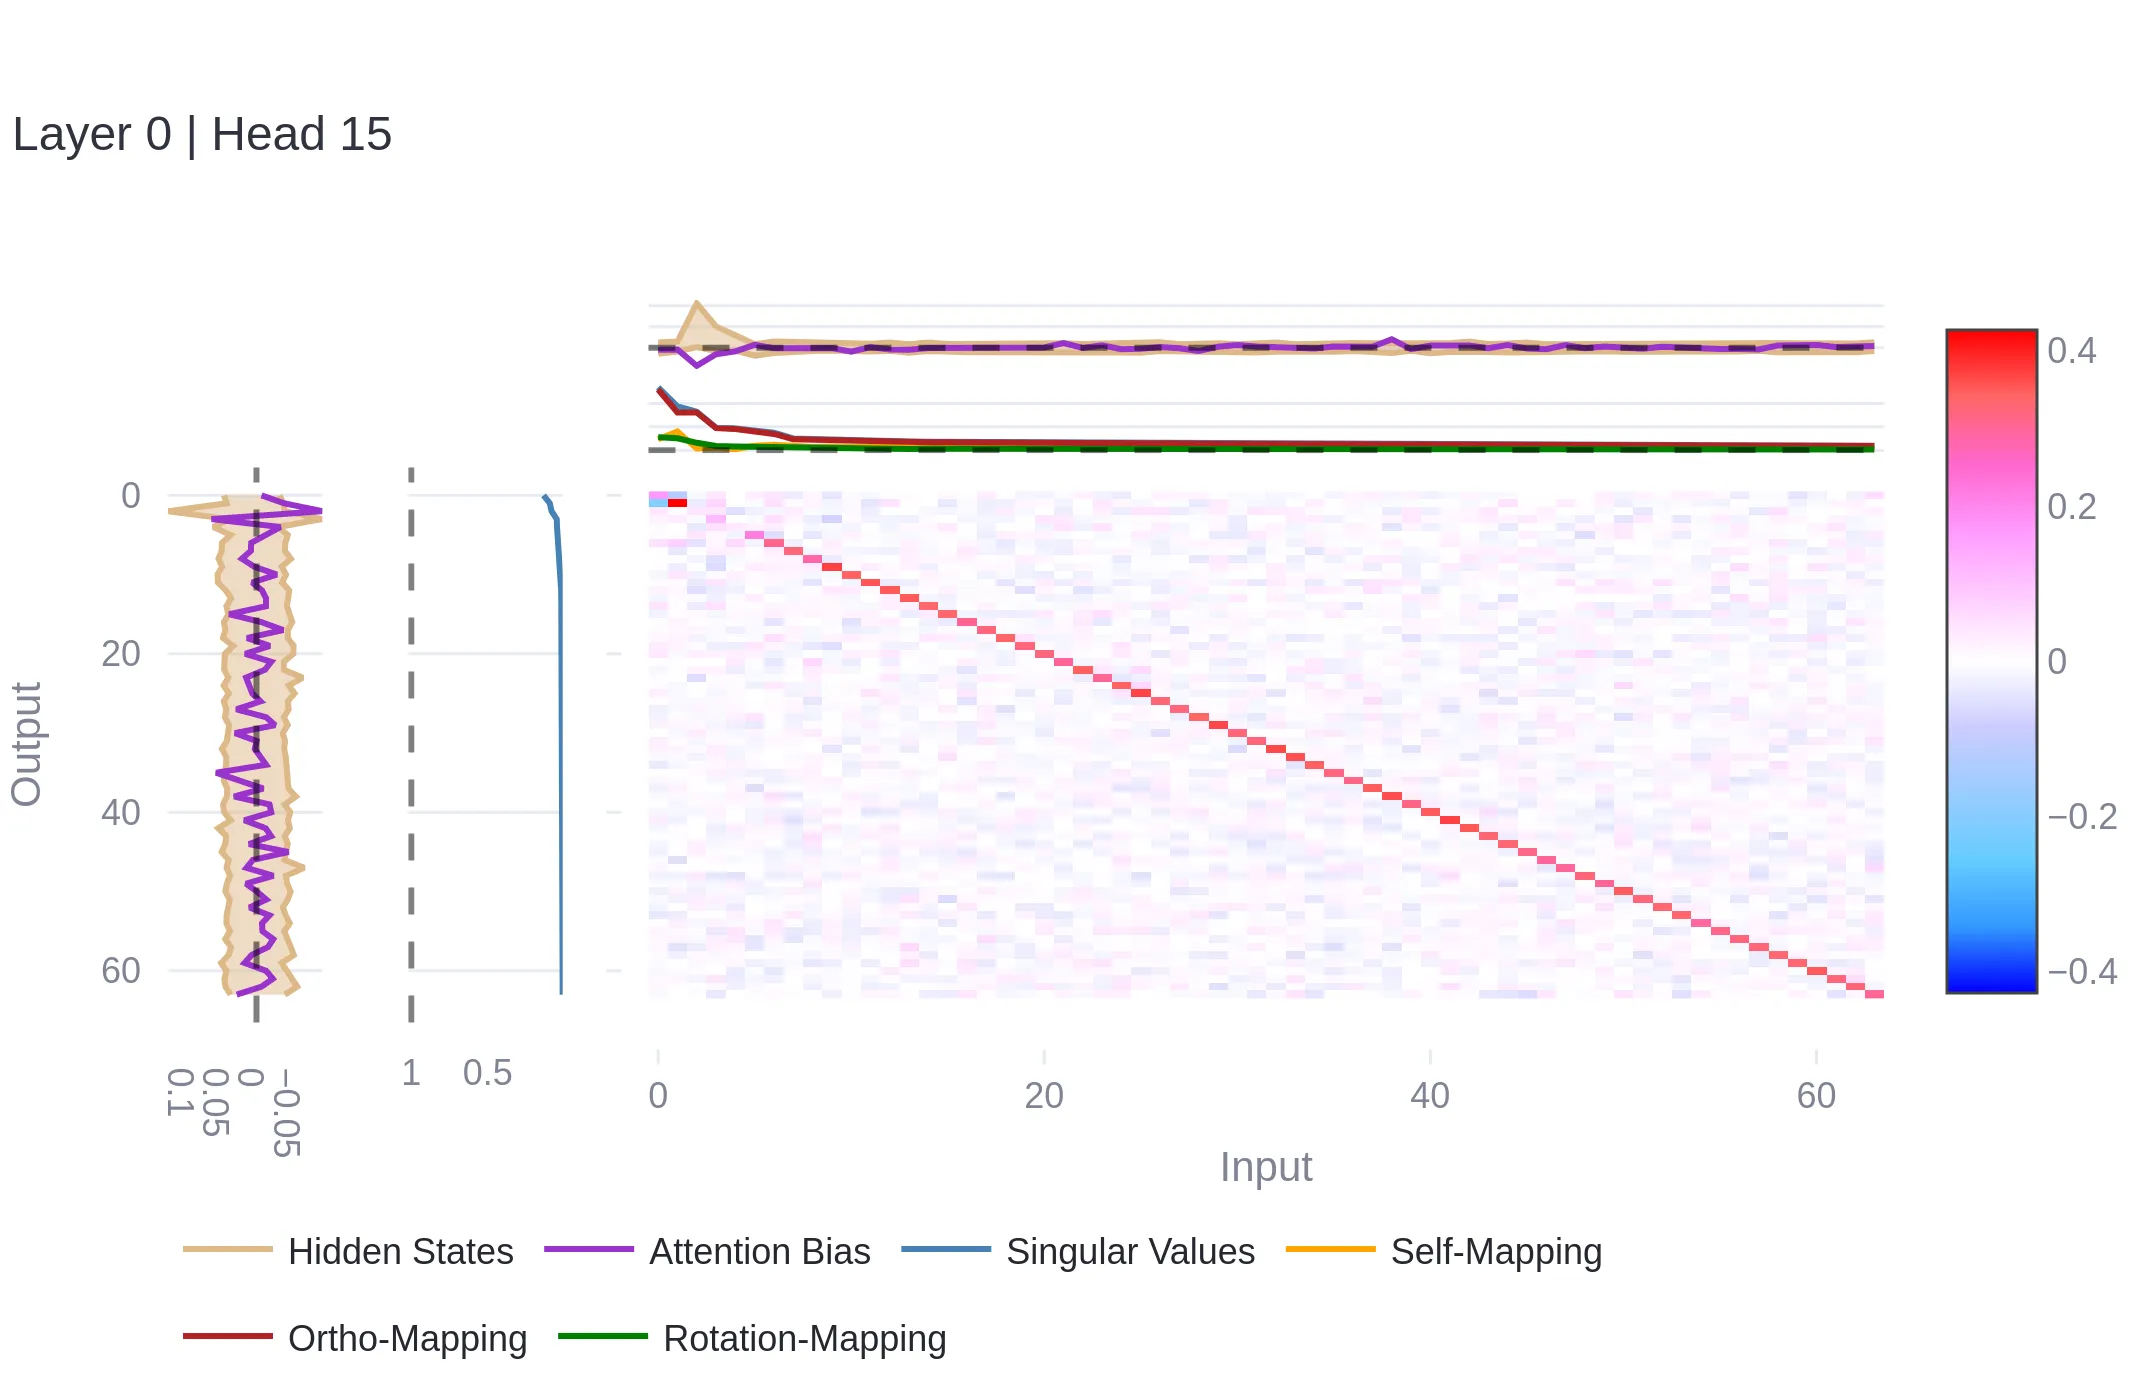 Layer 0 | Head 15
0
20
40
60
Output
0.1
0.05
0
−0.05
1
0.5
0
20
40
60
Input
0.4
0.2
0
−0.2
−0.4
Hidden States
Attention Bias
Singular Values
Self-Mapping
Ortho-Mapping
Rotation-Mapping